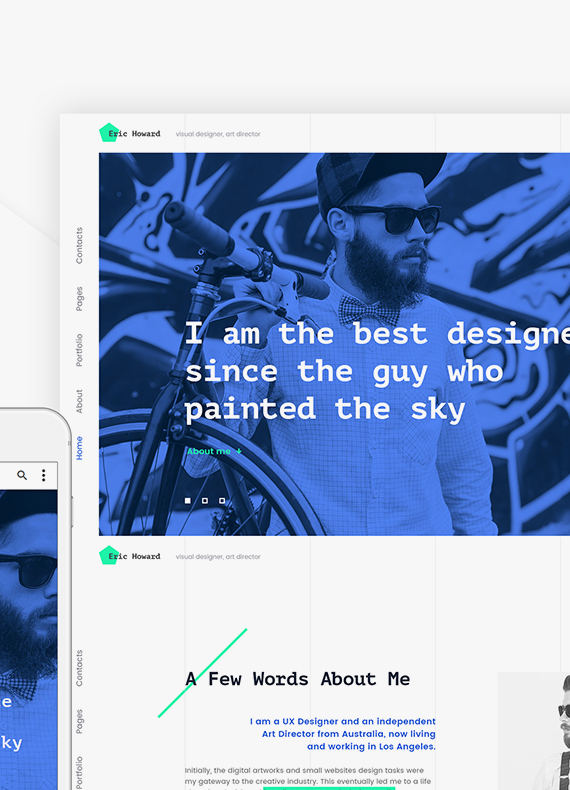 Eric Howard visual designer, art director
Contacts
Pages
Portfolio
About
Home
I am the best designe
since the guy who
painted the sky
About me
Eric Howard visual designer, art director
Contacts
Pages
Portfolio
e
ky
A Few Words About Me
I am a UX Designer and an independent
Art Director from Australia, now living
and working in Los Angeles.
Initially, the digital artworks and small websites design tasks were
my gateway to the creative industry. This eventually led me to a life